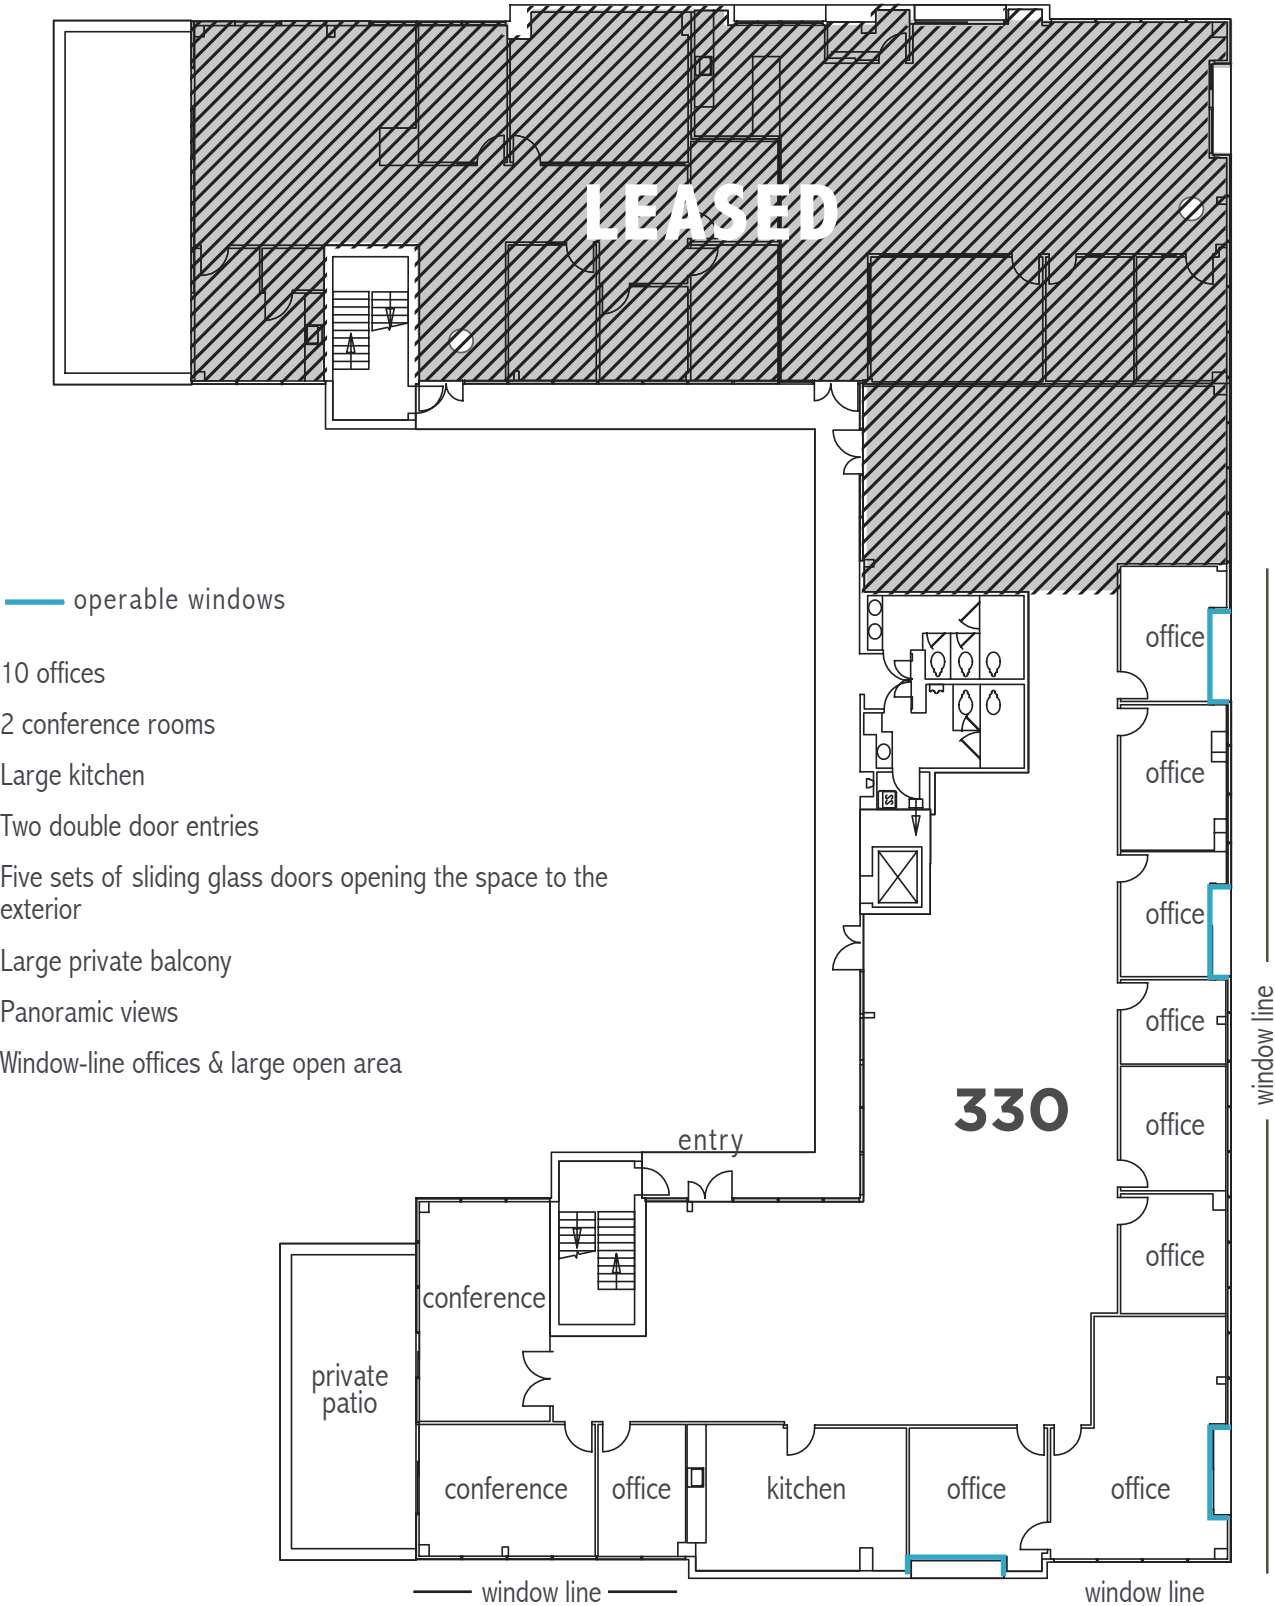 LEASED
operable windows
10 offices
2 conference rooms
Large kitchen
Two double door entries
Five sets of sliding glass doors opening the space to the
exterior
Large private balcony
Panoramic views
Window-line offices & large open area
office
office
office
office
office
office
window line
330
entry
conference
private
patio
conference
office
kitchen
office
office
window line
window line